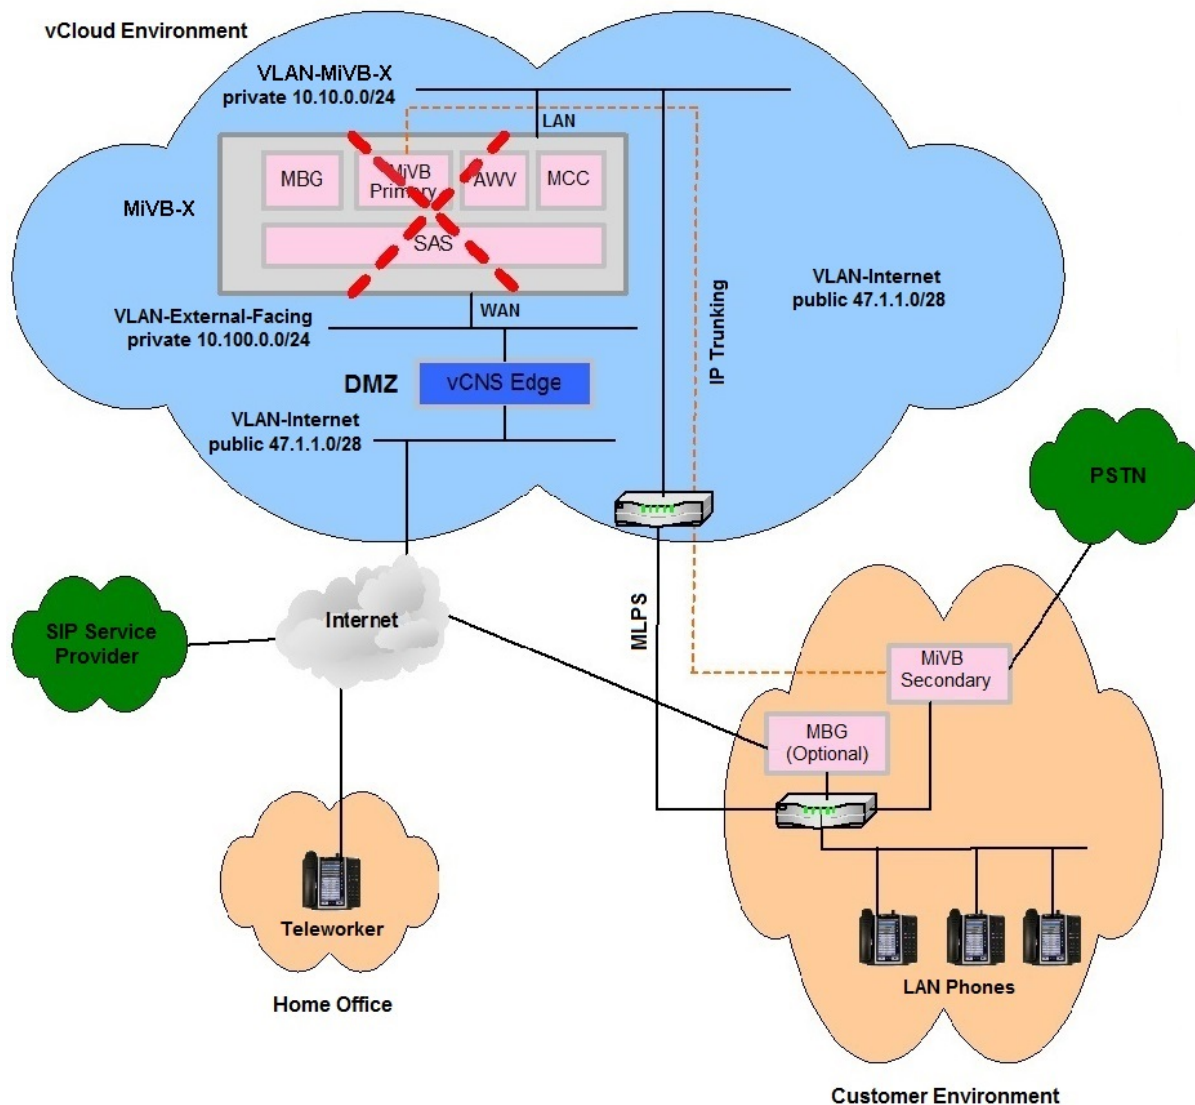 vCloud Environment
VLAN-MiVB-X
private 10.10.0.0/24
LAN
MBG
MiVB
Primary
AWV
MCC
MiVB-X
SAS
VLAN-Internet
public 47.1.1.0/28
IP Trunking
WAN
VLAN-External-Facing
private 10.100.0.0/24
DMZ
vCNS Edge
VLAN-Internet
public 47.1.1.0/28
PSTN
Internet
SIP Service
Provider
MLPS
MiVB
Secondary
MBG
(Optional)
Teleworker
LAN Phones
Home Office
Customer Environment